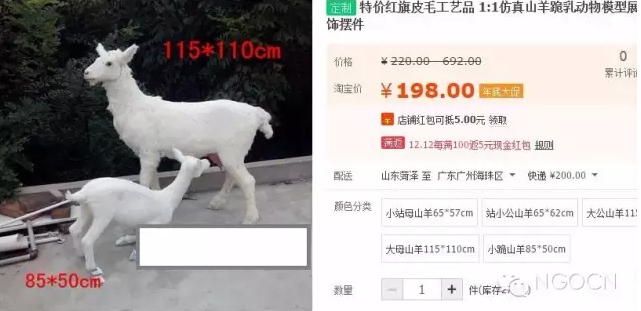 115*110cm
85*50cm
定制 特价红旗皮毛工艺品 1:1仿真山羊跪乳动物模型展
饰摆件
价格 ¥ 220.00 - 692.00
0
淘宝价 ¥198.00 年底大促
累计评
店铺红包可抵5.00元 领取
满返 12.12每满100返5元现金红包 规则
配送 山东菏泽 至 广东广州海珠区 快递 ¥200.00
颜色分类 小站母山羊65*57cm 站小公山羊65*62cm 大公山羊11
大母山羊115*110cm 小跪山羊85*50cm
数量 - 1 + 件(库存
NGOCN